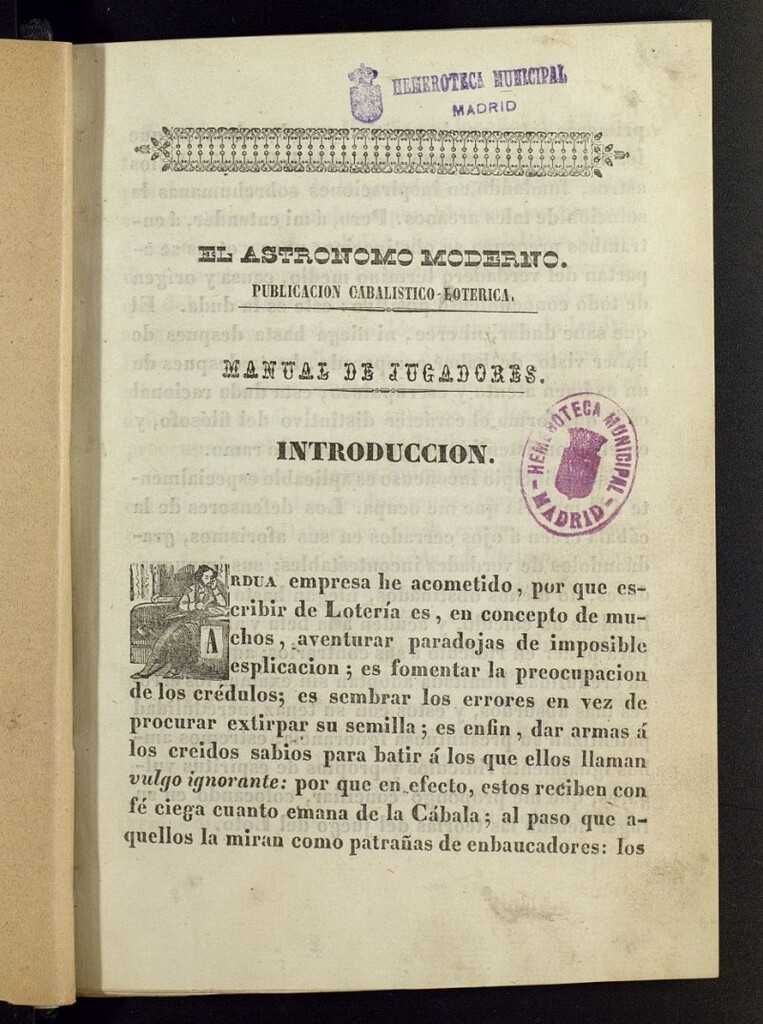 HEMEROTECA MUNICIPAL
MADRID
EL ASTRONOMO MODERNO.
PUBLICACION CABALISTICO-LOTERICA.
MANUAL DE JUGADORES.
INTRODUCCION.
HEMEROTECA MUNICIPAL
- MADRID -
ARDUA empresa he acometido, por que es-
cribir de Lotería es, en concepto de mu-
chos, aventurar paradojas de imposible
esplicacion; es fomentar la preocupacion
de los crédulos; es sembrar los errores en vez de
procurar extirpar su semilla; es enfin, dar armas á
los creidos sabios para batir á los que ellos llaman
vulgo ignorante: por que en efecto, estos reciben con
fé ciega cuanto emana de la Cábala; al paso que a-
quellos la miran como patrañas de enbaucadores: los